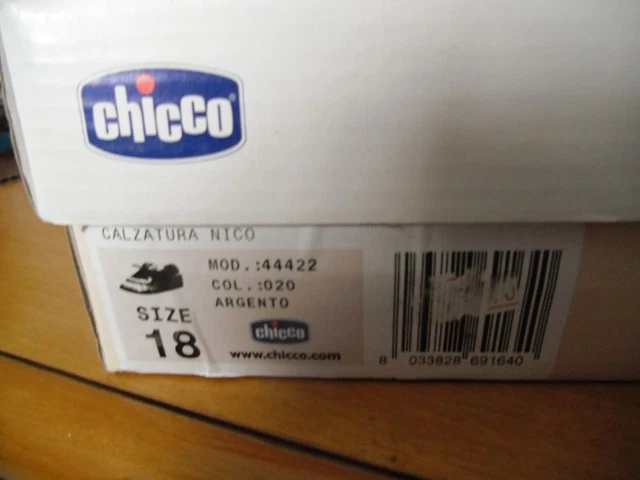 chicco
CALZATURA NICO
MOD.:44422
COL.:020
ARGENTO
SIZE
18
chicco
www.chicco.com
8 033828 691640